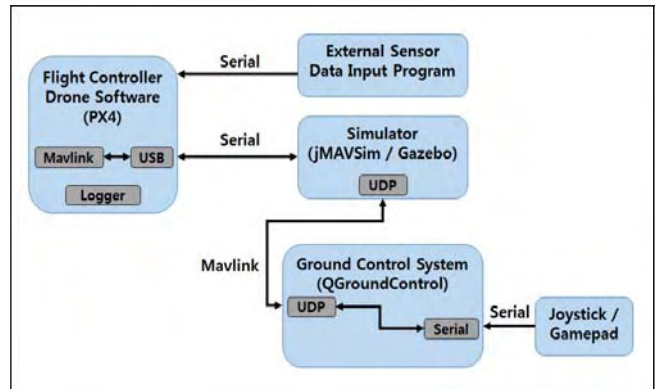 Flight Controller
Drone Software
(PX4)
Mavlink
USB
Logger
Serial
External Sensor
Data Input Program
Serial
Simulator
(jMAVSim / Gazebo)
UDP
Mavlink
Ground Control System
(QGroundControl)
UDP
Serial
Serial
Joystick /
Gamepad